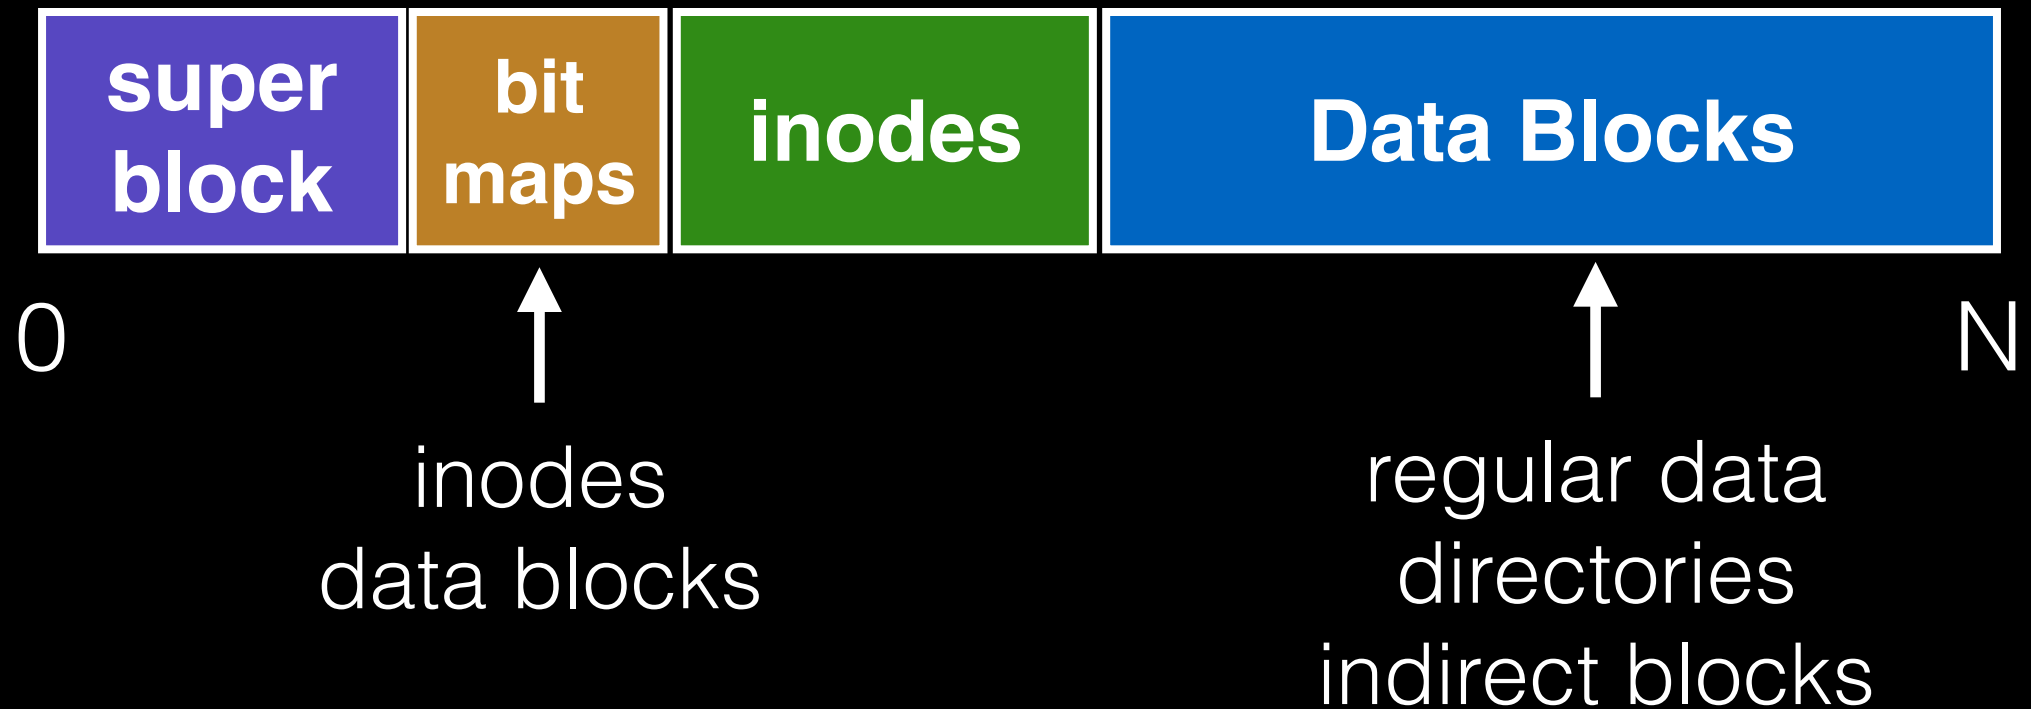 super
block
bit
maps
inodes
Data Blocks
0
N
inodes
data blocks
regular data
directories
indirect blocks